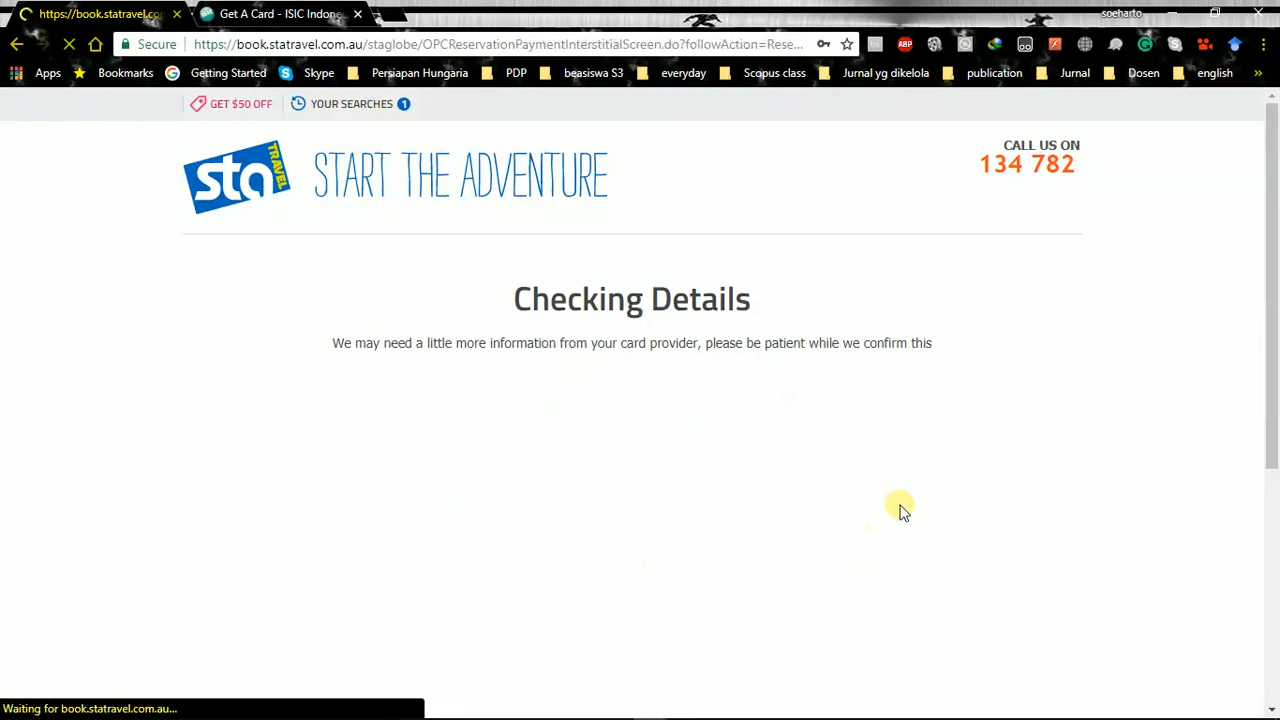 https://book.statravel.co
Get A Card - ISIC Indone
soeharto
Secure
https://book.statravel.com.au/staglobe/OPCReservationPaymentInterstitialScreen.do?followAction=Rese...
ABP
Apps
Bookmarks
Getting Started
Skype
Persiapan Hungaria
PDP
beasiswa S3
everyday
Scopus class
Jurnal yg dikelola
publication
Jurnal
Dosen
english
»
GET $50 OFF
YOUR SEARCHES 1
sta TRAVEL
START THE ADVENTURE
CALL US ON
134 782
Checking Details
We may need a little more information from your card provider, please be patient while we confirm this
Waiting for book.statravel.com.au...